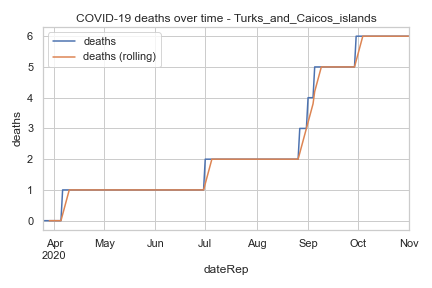 COVID-19 deaths over time - Turks_and_Caicos_islands
deaths
deaths (rolling)
6
5
4
3
2
1
0
deaths
Apr May Jun Jul Aug Sep Oct Nov
2020
dateRep